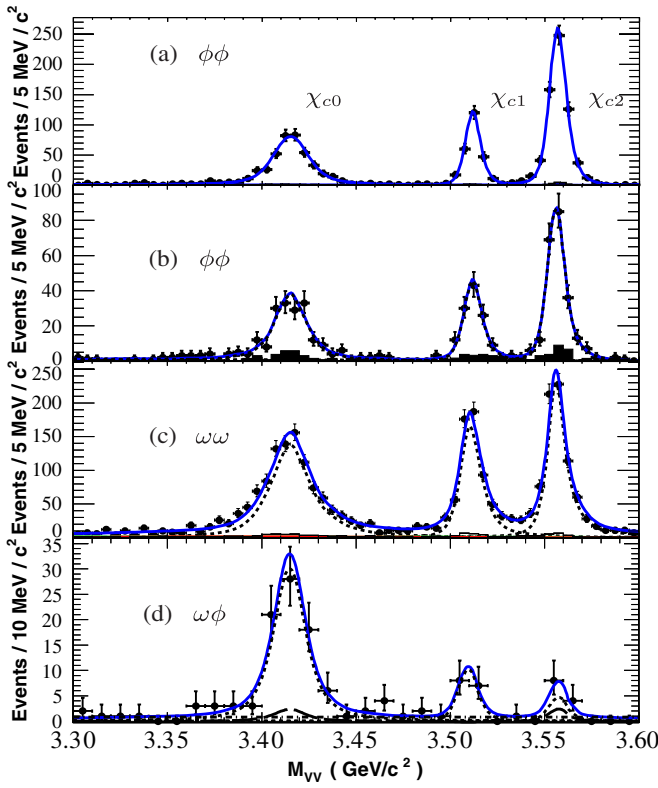 (a) ϕϕ
χc0
χc1
χc2
Events / 5 MeV / c²
250
200
150
100
50
0
(b) ϕϕ
Events / 5 MeV / c²
100
80
60
40
20
0
(c) ωω
Events / 5 MeV / c²
250
200
150
100
50
0
(d) ωϕ
Events / 10 MeV / c²
35
30
25
20
15
10
5
0
3.30 3.35 3.40 3.45 3.50 3.55 3.60
M_VV ( GeV/c² )